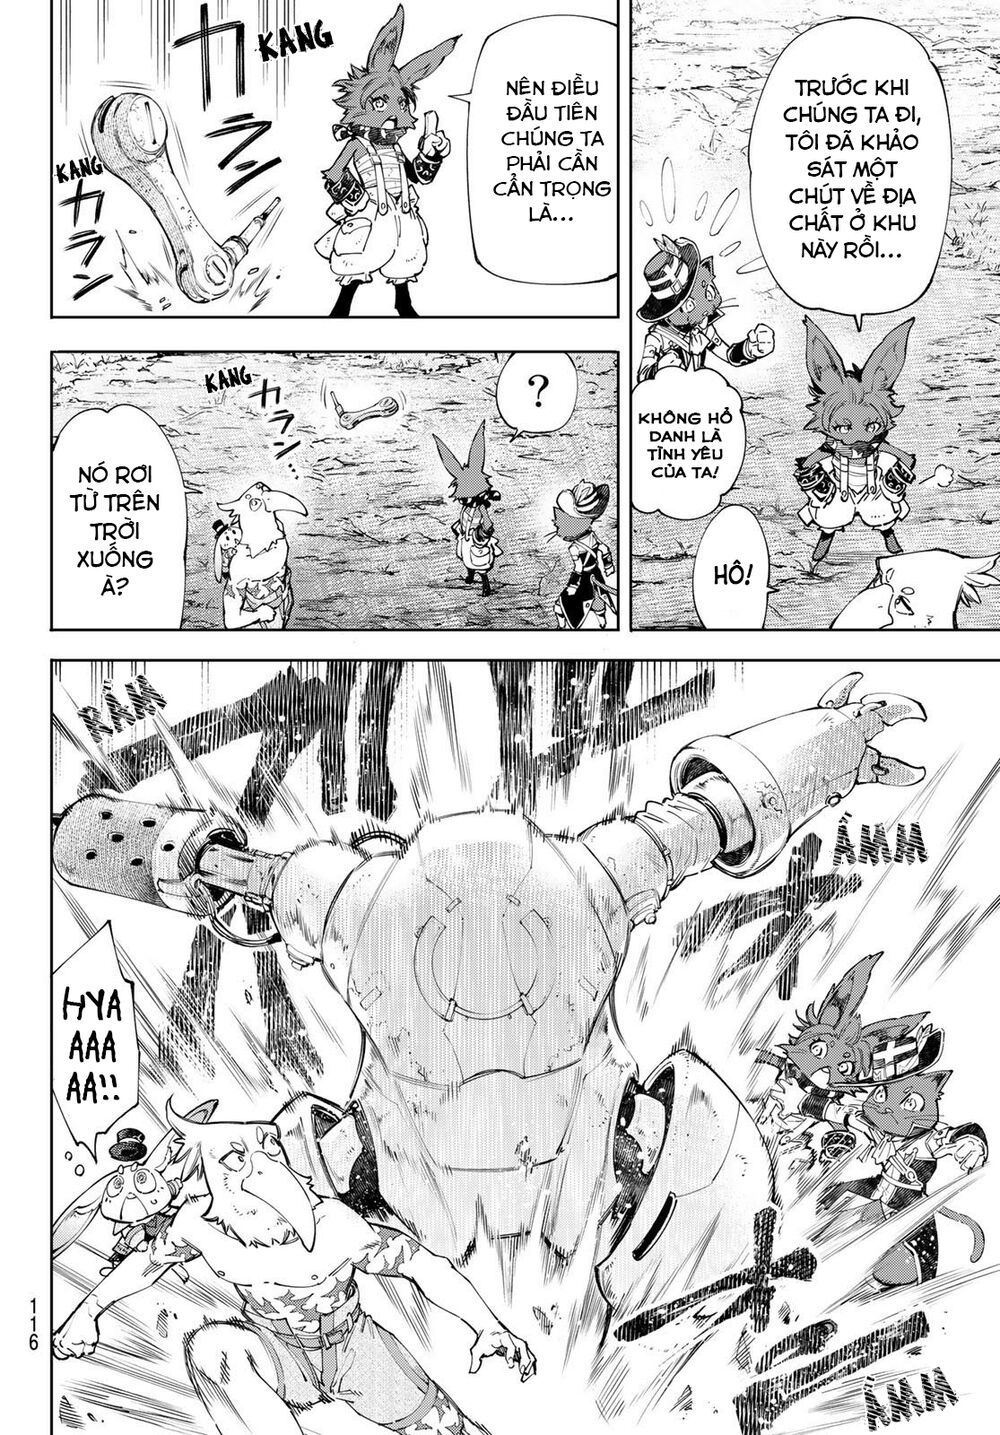 TRƯỚC KHI
CHÚNG TA ĐI,
TÔI ĐÃ KHẢO
SÁT MỘT
CHÚT VỀ ĐỊA
CHẤT Ở KHU
NÀY RỒI...
KHÔNG HỔ
DANH LÀ
TÌNH YÊU
CỦA TA!
HÔ!
NÊN ĐIỀU
ĐẦU TIÊN
CHÚNG TA
PHẢI CẦN
CẨN TRỌNG
LÀ...
カラン
KANG
カラン
KANG
?
カラン
KANG
NÓ RƠI
TỪ TRÊN
TRỜI
XUỐNG
À?
ẦMM
ẦMM
HYA
AAAA
AA!!
ẦMM
ẦMM
116